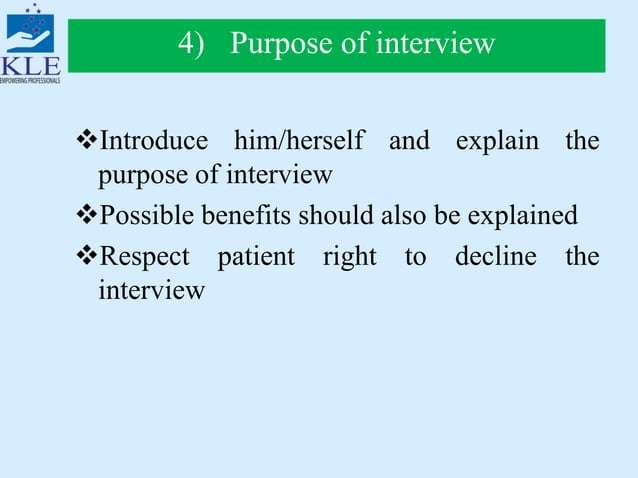 KLE
EMPOWERING PROFESSIONALS
4) Purpose of interview
❖Introduce him/herself and explain the
purpose of interview
❖Possible benefits should also be explained
❖Respect patient right to decline the
interview